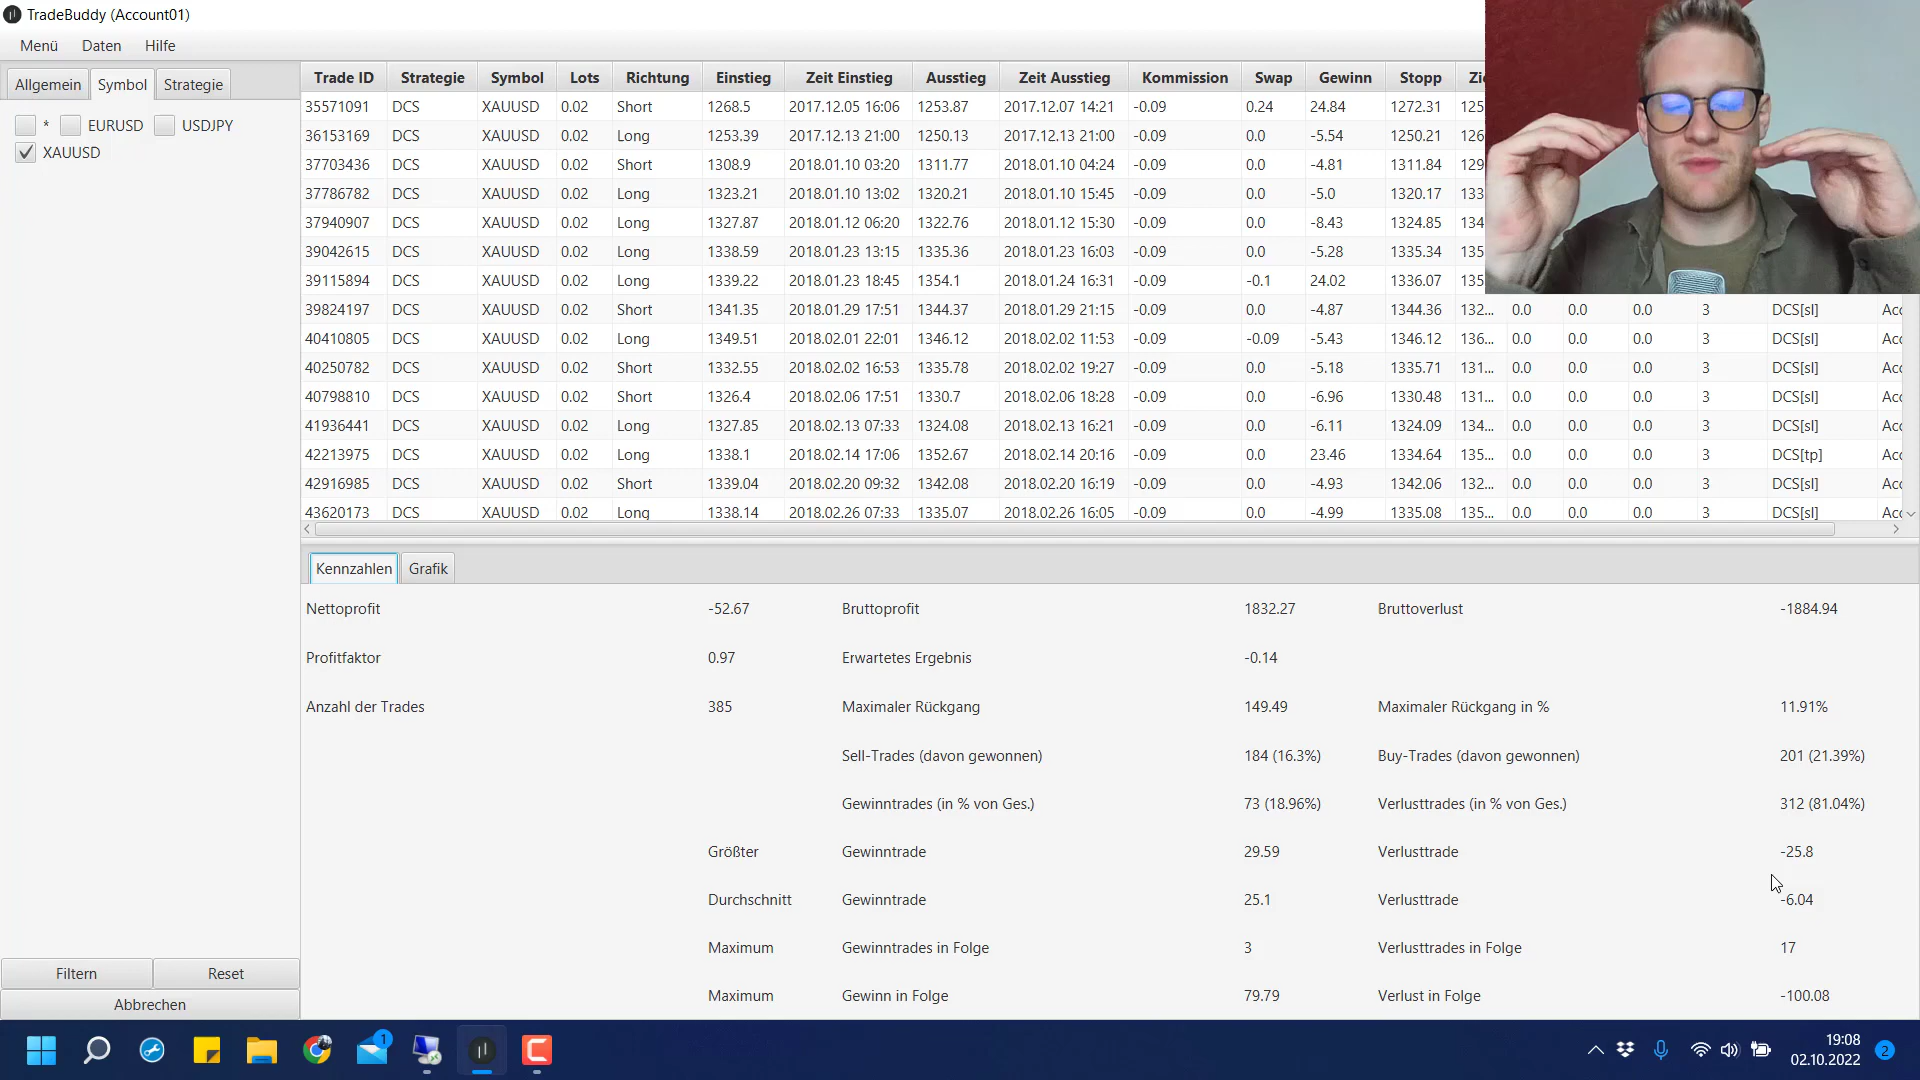 TradeBuddy (Account01)
Menü Daten Hilfe
Allgemein Symbol Strategie
* EURUSD USDJPY
XAUUSD
Trade ID Strategie Symbol Lots Richtung Einstieg Zeit Einstieg Ausstieg Zeit Ausstieg Kommission Swap Gewinn Stopp
35571091 DCS XAUUSD 0.02 Short 1268.5 2017.12.05 16:06 1253.87 2017.12.07 14:21 -0.09 0.24 24.84 1272.31 125
36153169 DCS XAUUSD 0.02 Long 1253.39 2017.12.13 21:00 1250.13 2017.12.13 21:00 -0.09 0.0 -5.54 1250.21 126
37703436 DCS XAUUSD 0.02 Short 1308.9 2018.01.10 03:20 1311.77 2018.01.10 04:24 -0.09 0.0 -4.81 1311.84 129
37786782 DCS XAUUSD 0.02 Long 1323.21 2018.01.10 13:02 1320.21 2018.01.10 15:45 -0.09 0.0 -5.0 1320.17 133
37940907 DCS XAUUSD 0.02 Long 1327.87 2018.01.12 06:20 1322.76 2018.01.12 15:30 -0.09 0.0 -8.43 1324.85 134
39042615 DCS XAUUSD 0.02 Long 1338.59 2018.01.23 13:15 1335.36 2018.01.23 16:03 -0.09 0.0 -5.28 1335.34 135
39115894 DCS XAUUSD 0.02 Long 1339.22 2018.01.23 18:45 1354.1 2018.01.24 16:31 -0.09 -0.1 24.02 1336.07 135
39824197 DCS XAUUSD 0.02 Short 1341.35 2018.01.29 17:51 1344.37 2018.01.29 21:15 -0.09 0.0 -4.87 1344.36 132... 0.0 0.0 0.0 3 DCS[sl] Acc
40410805 DCS XAUUSD 0.02 Long 1349.51 2018.02.01 22:01 1346.12 2018.02.02 11:53 -0.09 -0.09 -5.43 1346.12 136... 0.0 0.0 0.0 3 DCS[sl] Acc
40250782 DCS XAUUSD 0.02 Short 1332.55 2018.02.02 16:53 1335.78 2018.02.02 19:27 -0.09 0.0 -5.18 1335.71 131... 0.0 0.0 0.0 3 DCS[sl] Acc
40798810 DCS XAUUSD 0.02 Short 1326.4 2018.02.06 17:51 1330.7 2018.02.06 18:28 -0.09 0.0 -6.96 1330.48 131... 0.0 0.0 0.0 3 DCS[sl] Acc
41936441 DCS XAUUSD 0.02 Long 1327.85 2018.02.13 07:33 1324.08 2018.02.13 16:21 -0.09 0.0 -6.11 1324.09 134... 0.0 0.0 0.0 3 DCS[sl] Acc
42213975 DCS XAUUSD 0.02 Long 1338.1 2018.02.14 17:06 1352.67 2018.02.14 20:16 -0.09 0.0 23.46 1334.64 135... 0.0 0.0 0.0 3 DCS[tp] Acc
42916985 DCS XAUUSD 0.02 Short 1339.04 2018.02.20 09:32 1342.08 2018.02.20 16:19 -0.09 0.0 -4.93 1342.06 132... 0.0 0.0 0.0 3 DCS[sl] Acc
43620173 DCS XAUUSD 0.02 Long 1338.14 2018.02.26 07:33 1335.07 2018.02.26 16:05 -0.09 0.0 -4.99 1335.08 135... 0.0 0.0 0.0 3 DCS[sl] Acc
Kennzahlen Grafik
Nettoprofit -52.67 Bruttoprofit 1832.27 Bruttoverlust -1884.94
Profitfaktor 0.97 Erwartetes Ergebnis -0.14
Anzahl der Trades 385 Maximaler Rückgang 149.49 Maximaler Rückgang in % 11.91%
Sell-Trades (davon gewonnen) 184 (16.3%) Buy-Trades (davon gewonnen) 201 (21.39%)
Gewinntrades (in % von Ges.) 73 (18.96%) Verlusttrades (in % von Ges.) 312 (81.04%)
Größter Gewinntrade 29.59 Verlusttrade -25.8
Durchschnitt Gewinntrade 25.1 Verlusttrade -6.04
Maximum Gewinntrades in Folge 3 Verlusttrades in Folge 17
Maximum Gewinn in Folge 79.79 Verlust in Folge -100.08
Filtern Reset
Abbrechen
1
19:08
02.10.2022
2